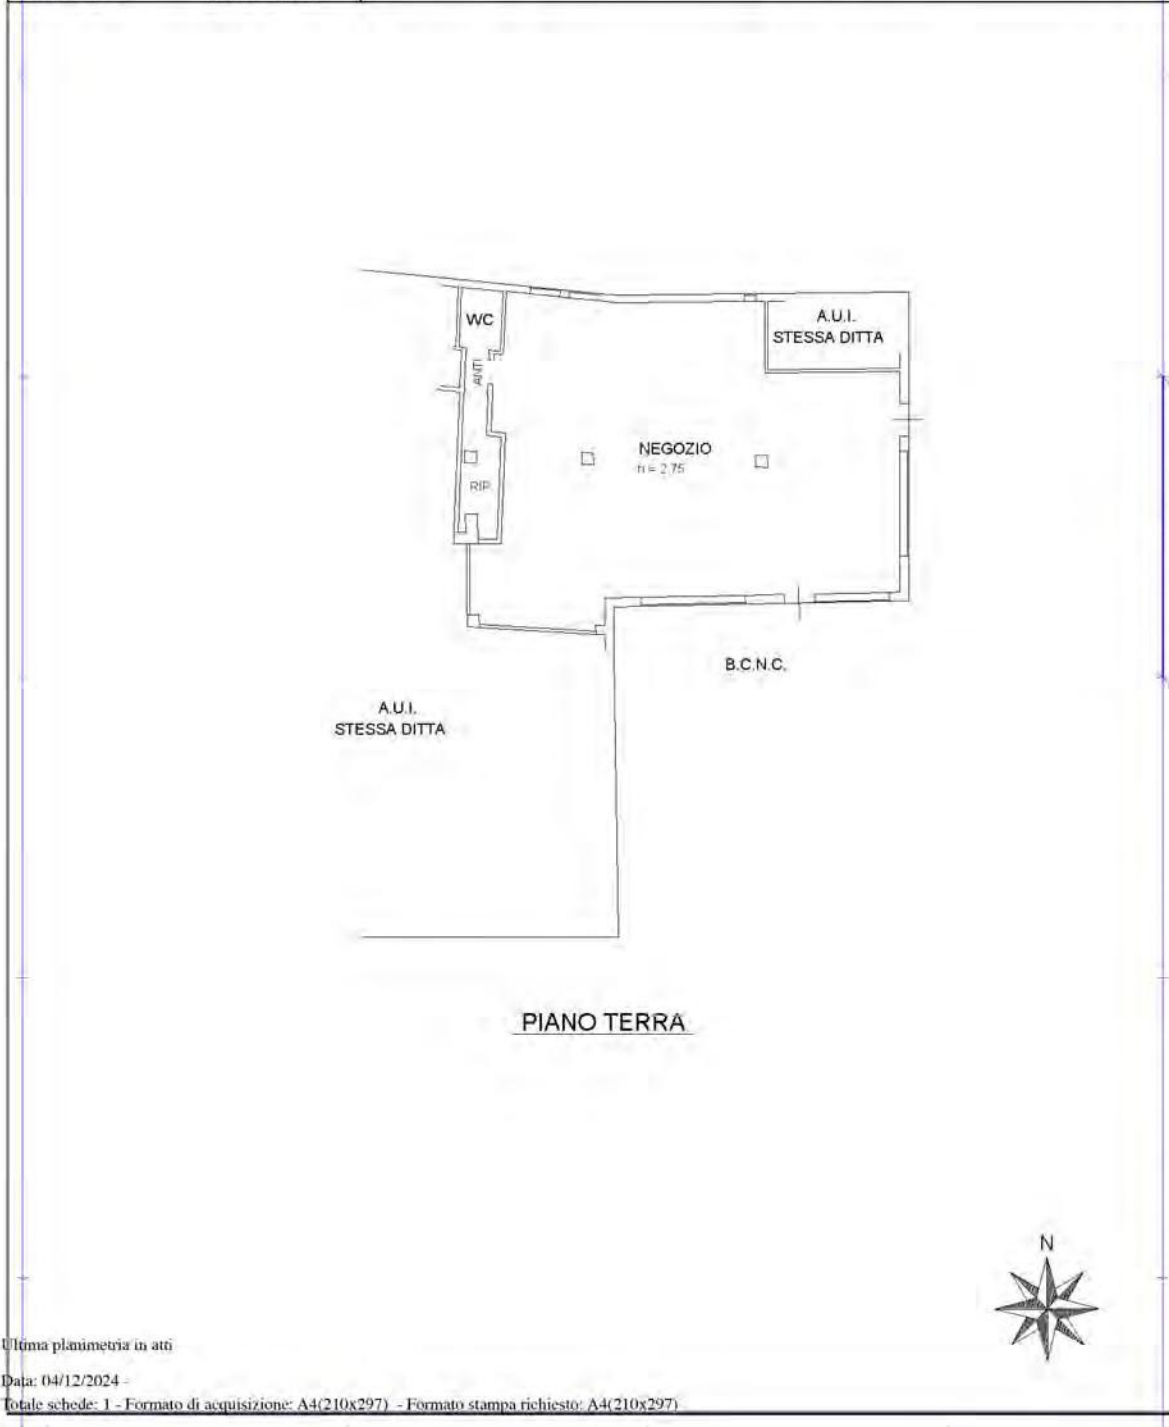 WC
A.U.I.
STESSA DITTA
ANTI
NEGOZIO
h = 2.75
RIP.
B.C.N.C.
A.U.I.
STESSA DITTA
PIANO TERRA
N
Ultima planimetria in atti
Data: 04/12/2024 -
Totale schede: 1 - Formato di acquisizione: A4(210x297) - Formato stampa richiesto: A4(210x297)